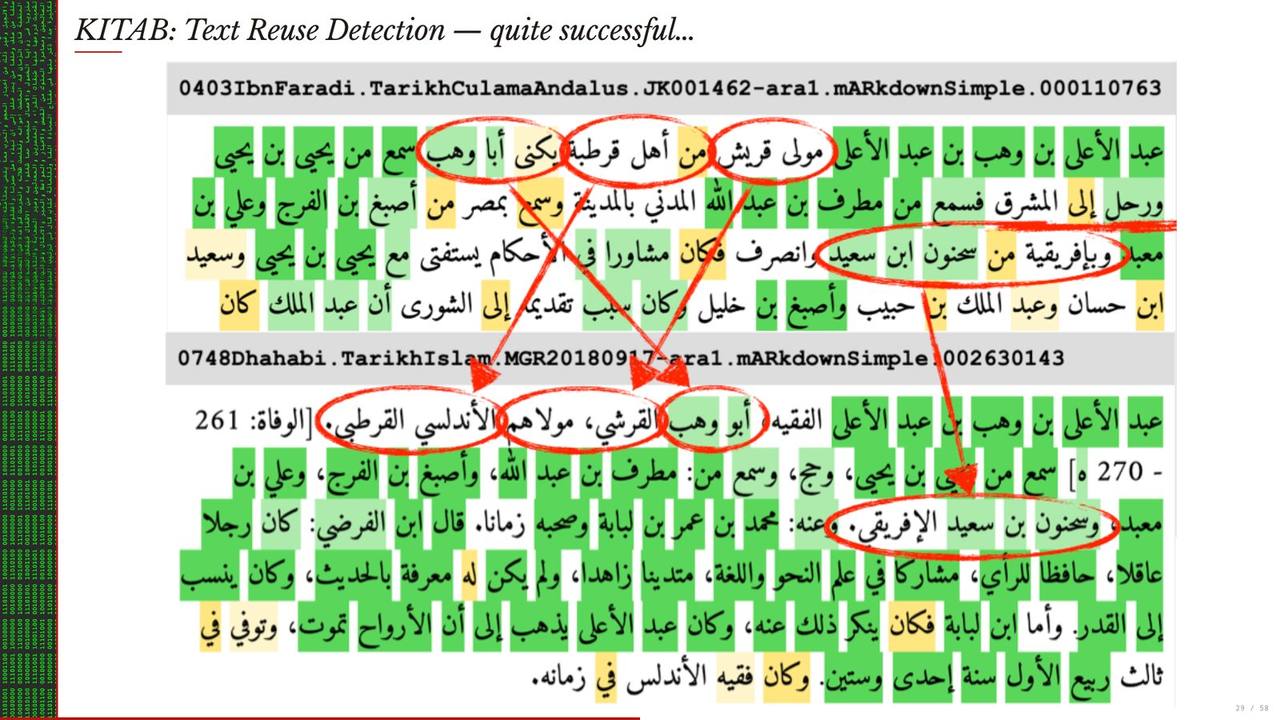 KITAB: Text Reuse Detection — quite successful...
0403IbnFaradi.TarikhCulamaAndalus.JK001462-ara1.mARkdownSimple.000110763
عبد الأعلى بن وهب بن عبد الأعلى مولى قريش من أهل قرطبة يكنى أبا وهب سمع من يحيى بن يحيى
ورحل إلى المشرق فسمع من مطرف بن عبد الله المدني بالمدينة وسمع بمصر من أصبغ بن الفرج وعلي بن
معبد وبإفريقية من سحنون ابن سعيد وانصرف فكان مشاورا في الأحكام يستفتى مع يحيى بن يحيى وسعيد
ابن حسان وعبد الملك بن حبيب وأصبغ بن خليل وكان سبب تقديمه إلى الشورى أن عبد الملك كان
0748Dhahabi.TarikhIslam.MGR20180917-ara1.mARkdownSimple.002630143
عبد الأعلى بن وهب بن عبد الأعلى الفقيه، أبو وهب القرشي، مولاهم الأندلسي القرطبي. [الوفاة: 261
- 270 ه] سمع من يحيى بن يحيى، وحج، وسمع من: مطرف بن عبد الله، وأصبغ بن الفرج، وعلي بن
معبد، وسحنون بن سعيد الإفريقي. وعنه: محمد بن عمر بن لبابة وصحبه زمانا. قال ابن الفرضي: كان رجلا
عاقلا، حافظا للرأي، مشاركا في علم النحو واللغة، متدينا زاهدا، ولم يكن له معرفة بالحديث، وكان ينسب
إلى القدر. وأما ابن لبابة فكان ينكر ذلك عنه، وكان عبد الأعلى يذهب إلى أن الأرواح تموت، وتوفي في
ثالث ربيع الأول سنة إحدى وستين. وكان فقيه الأندلس في زمانه.
29 / 58